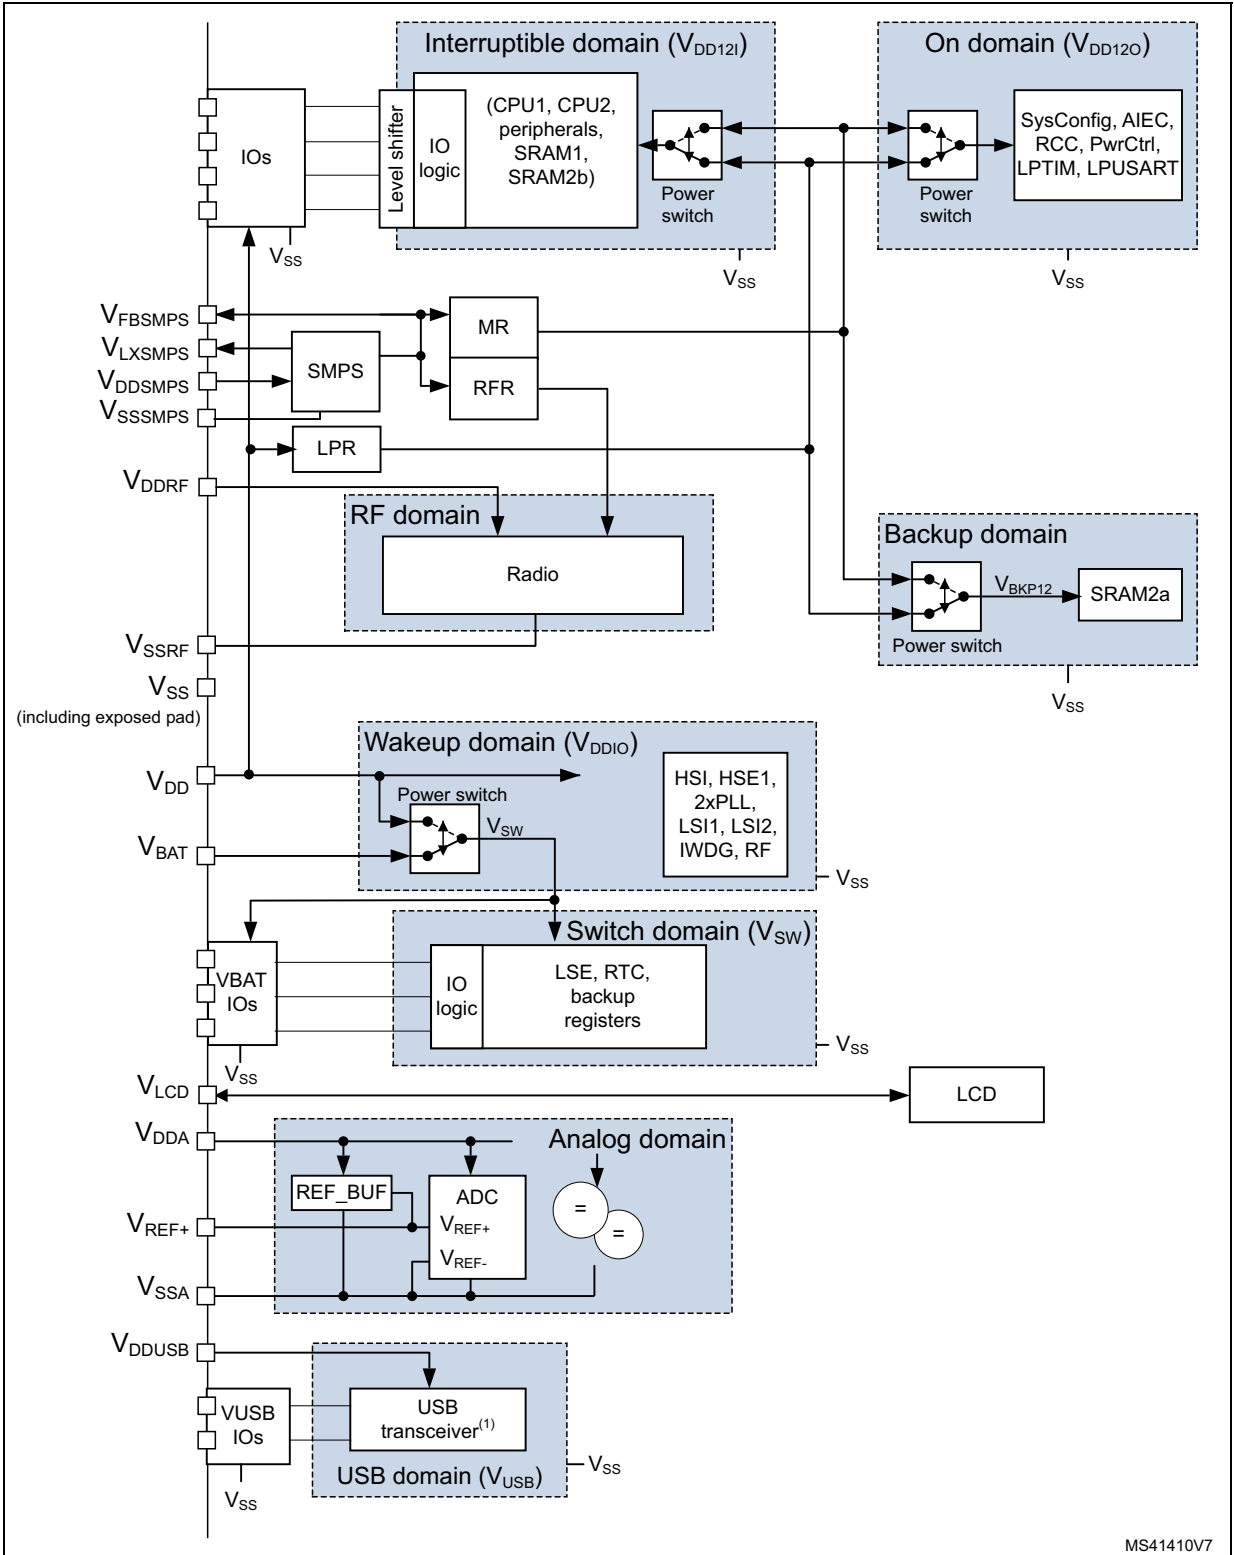 Interruptible domain (VDD12I)
On domain (VDD12O)
IOs
Level shifter
IO
logic
(CPU1, CPU2,
peripherals,
SRAM1,
SRAM2b)
Power
switch
Power
switch
SysConfig, AIEC,
RCC, PwrCtrl,
LPTIM, LPUSART
VSS
VSS
VSS
VFBSMPS
VLXSMPS
VDDSMPS
VSSSMPS
SMPS
MR
RFR
LPR
VDDRF
RF domain
Radio
Backup domain
VBKP12
SRAM2a
Power switch
VSS
VSSRF
VSS
(including exposed pad)
Wakeup domain (VDDIO)
VDD
Power switch
VSW
VBAT
HSI, HSE1,
2xPLL,
LSI1, LSI2,
IWDG, RF
VSS
Switch domain (VSW)
VBAT
IOs
IO
logic
LSE, RTC,
backup
registers
VSS
VSS
VLCD
LCD
VDDA
Analog domain
REF_BUF
ADC
VREF+
VREF-
=
=
VREF+
VSSA
VDDUSB
VUSB
IOs
USB
transceiver(1)
USB domain (VUSB)
VSS
VSS
MS41410V7